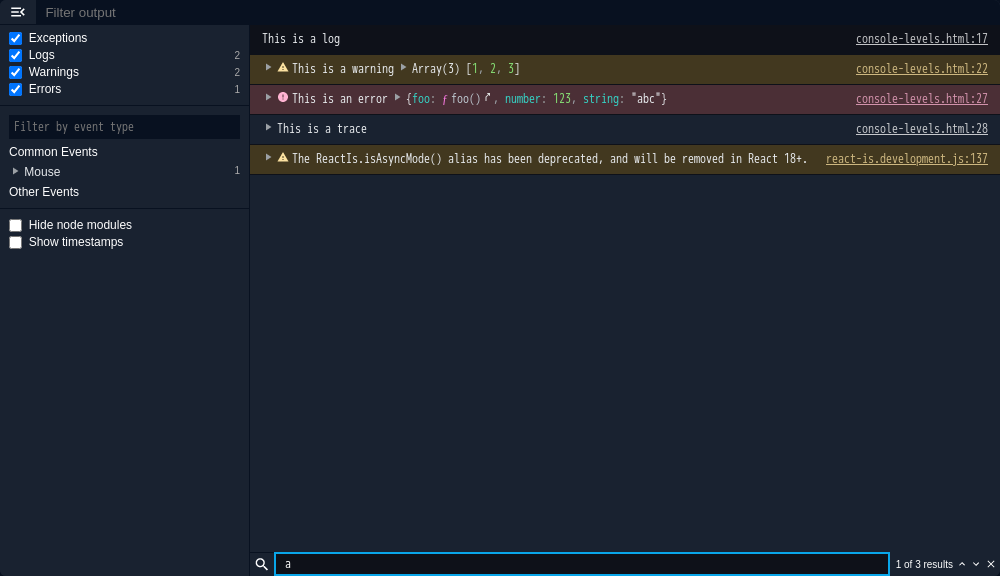 Filter output
Exceptions
Logs 2
Warnings 2
Errors 1
Filter by event type
Common Events
Mouse 1
Other Events
Hide node modules
Show timestamps
This is a log console-levels.html:17
This is a warning Array(3) [1, 2, 3] console-levels.html:22
This is an error {foo: ƒ foo(), number: 123, string: "abc"} console-levels.html:27
This is a trace console-levels.html:28
The ReactIs.isAsyncMode() alias has been deprecated, and will be removed in React 18+. react-is.development.js:137
a 1 of 3 results